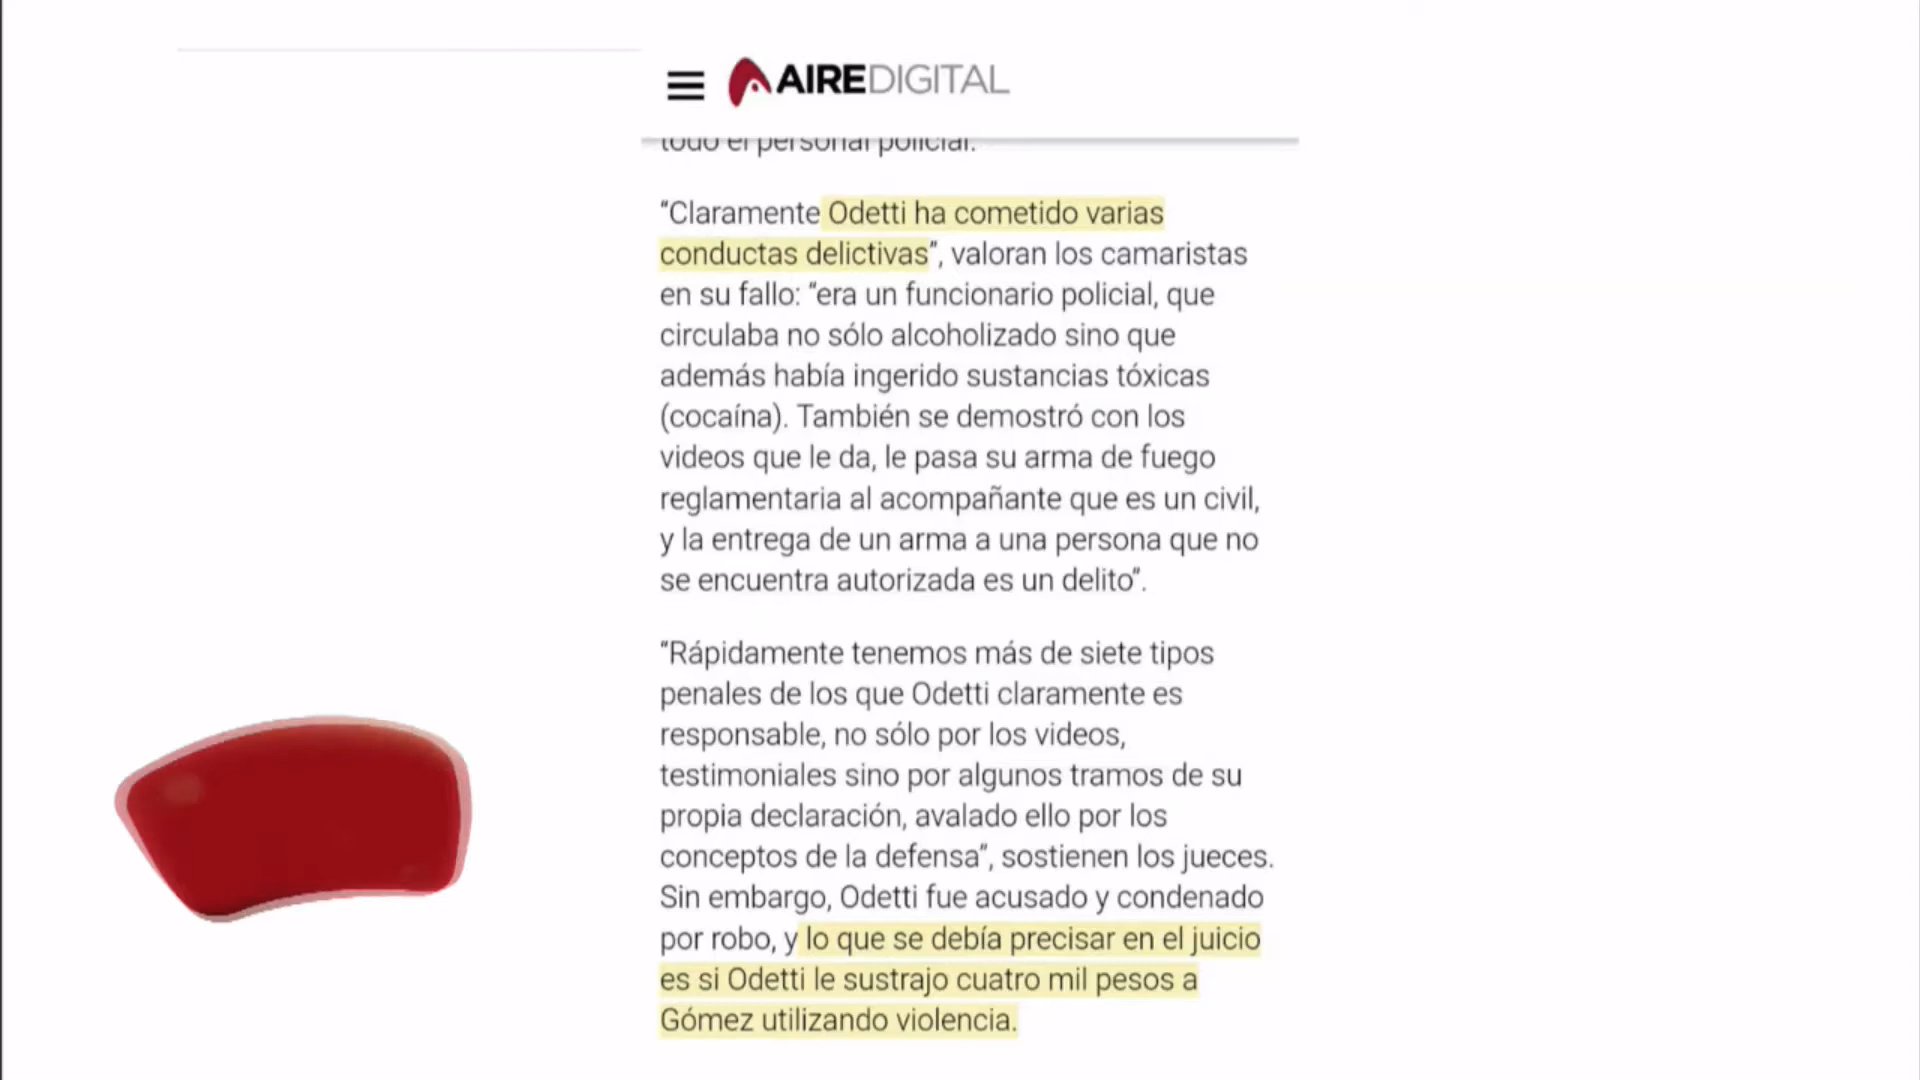 AIREDIGITAL
todo el personal policial.
“Claramente Odetti ha cometido varias
conductas delictivas”, valoran los camaristas
en su fallo: “era un funcionario policial, que
circulaba no sólo alcoholizado sino que
además había ingerido sustancias tóxicas
(cocaína). También se demostró con los
videos que le da, le pasa su arma de fuego
reglamentaria al acompañante que es un civil,
y la entrega de un arma a una persona que no
se encuentra autorizada es un delito”.
“Rápidamente tenemos más de siete tipos
penales de los que Odetti claramente es
responsable, no sólo por los videos,
testimoniales sino por algunos tramos de su
propia declaración, avalado ello por los
conceptos de la defensa”, sostienen los jueces.
Sin embargo, Odetti fue acusado y condenado
por robo, y lo que se debía precisar en el juicio
es si Odetti le sustrajo cuatro mil pesos a
Gómez utilizando violencia.